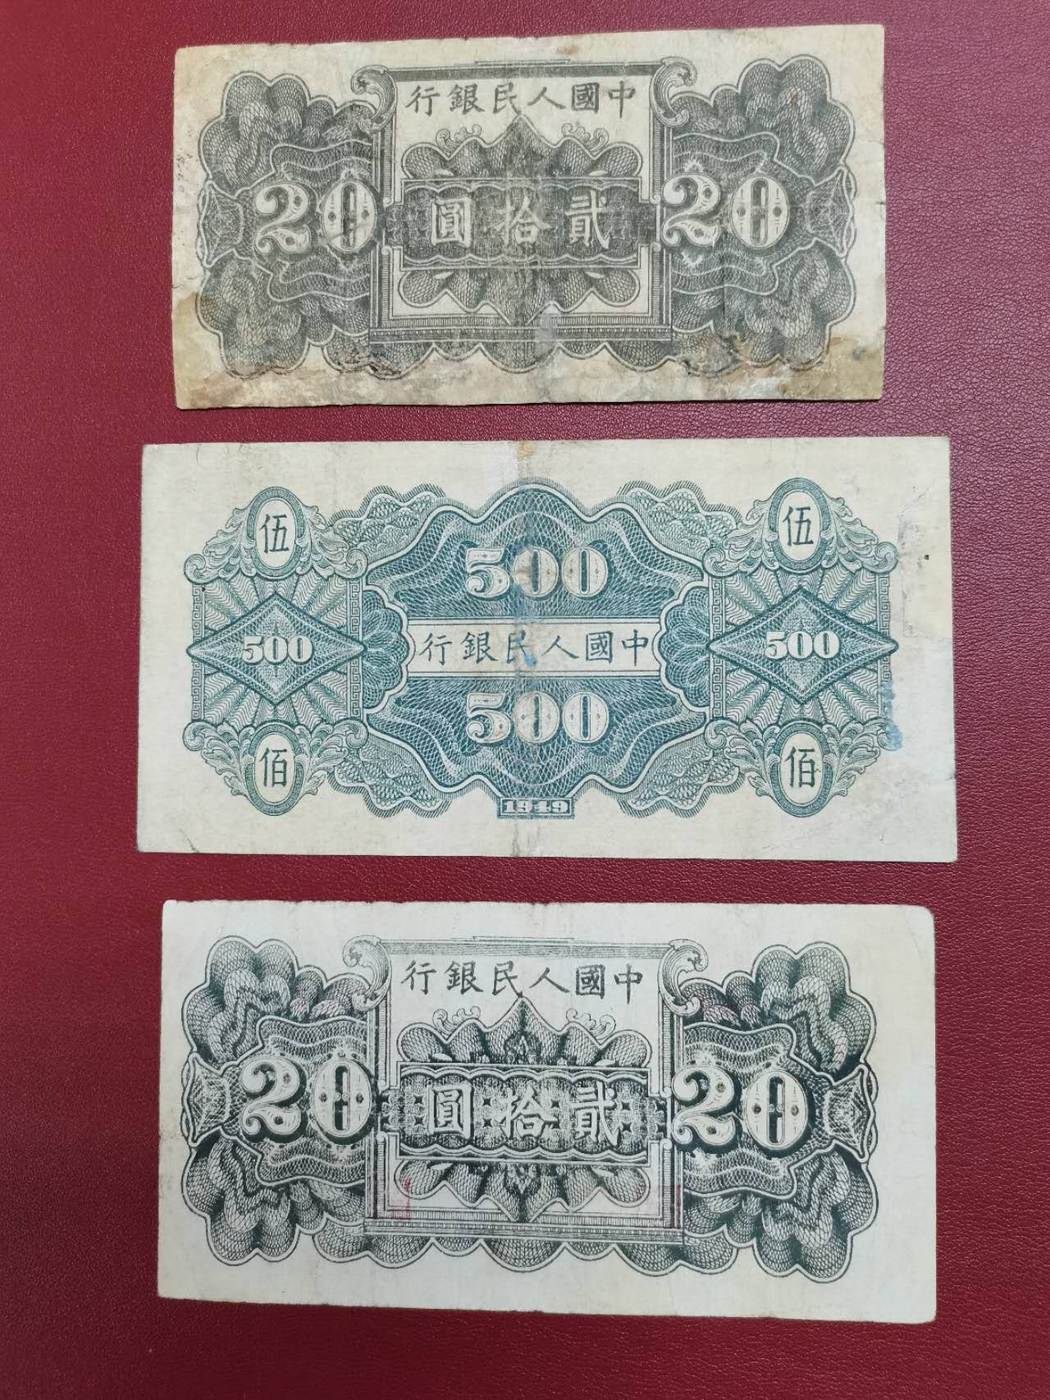 行銀民人國中
20 圓拾貳 20
伍 500 伍
500 行銀民人國中 500
佰 500 佰
1949
行銀民人國中
20 圓拾貳 20